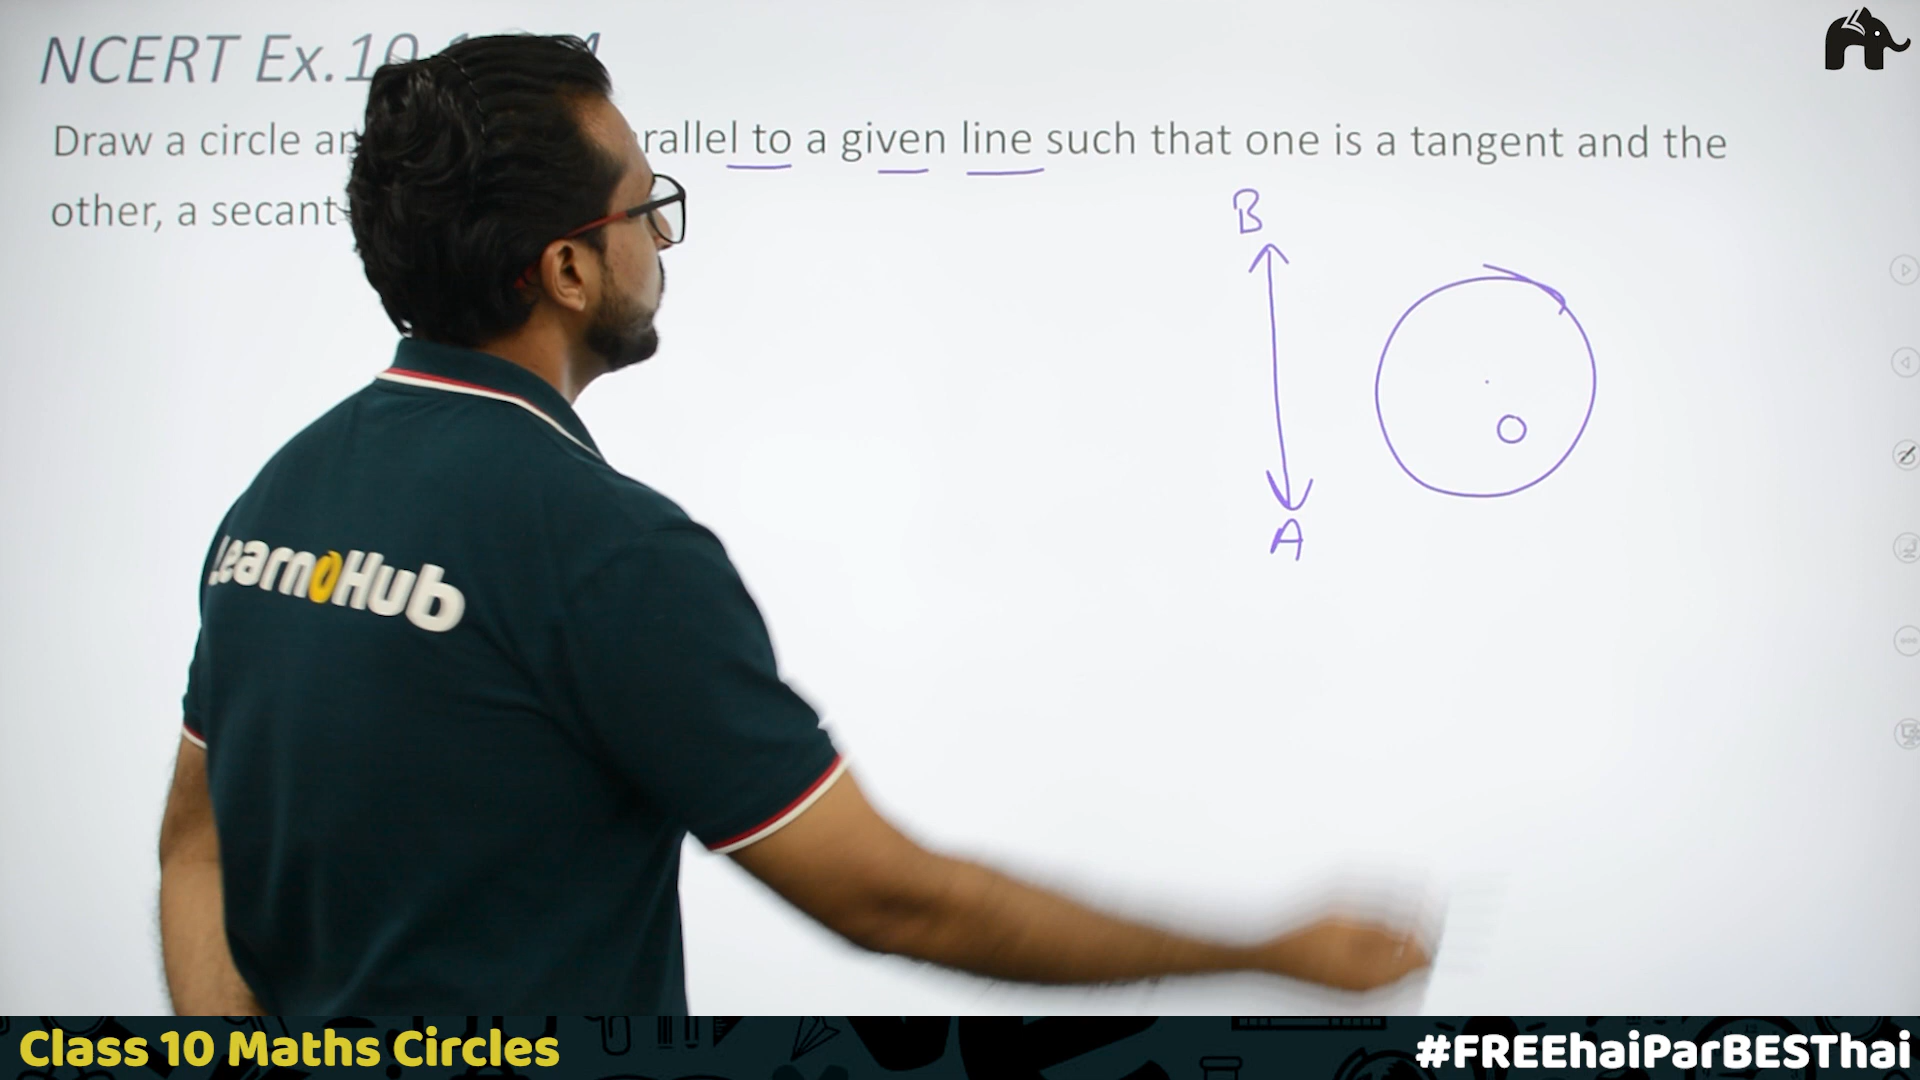 NCERT Ex.10.
Draw a circle an rallel to a given line such that one is a tangent and the
other, a secant
B
O
A
LearnoHub
Class 10 Maths Circles
#FREEhaiParBESThai